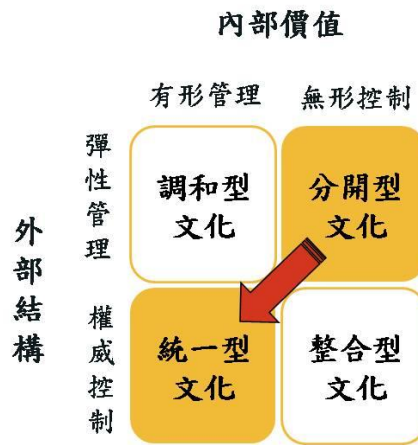 內部價值
有形管理
無形控制
外部結構
彈性管理
調和型
文化
分開型
文化
權威控制
統一型
文化
整合型
文化